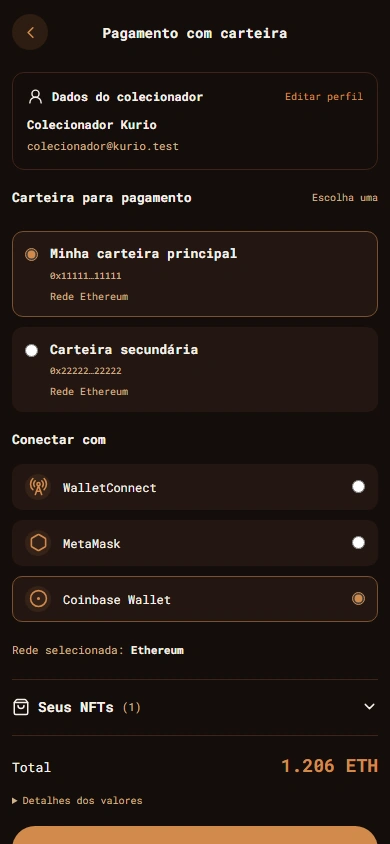 Pagamento com carteira
Dados do colecionador
Editar perfil
Colecionador Kurio
colecionador@kurio.test
Carteira para pagamento
Escolha uma
Minha carteira principal
0x11111…11111
Rede Ethereum
Carteira secundária
0x22222…22222
Rede Ethereum
Conectar com
WalletConnect
MetaMask
Coinbase Wallet
Rede selecionada: Ethereum
Seus NFTs (1)
Total
1.206 ETH
Detalhes dos valores